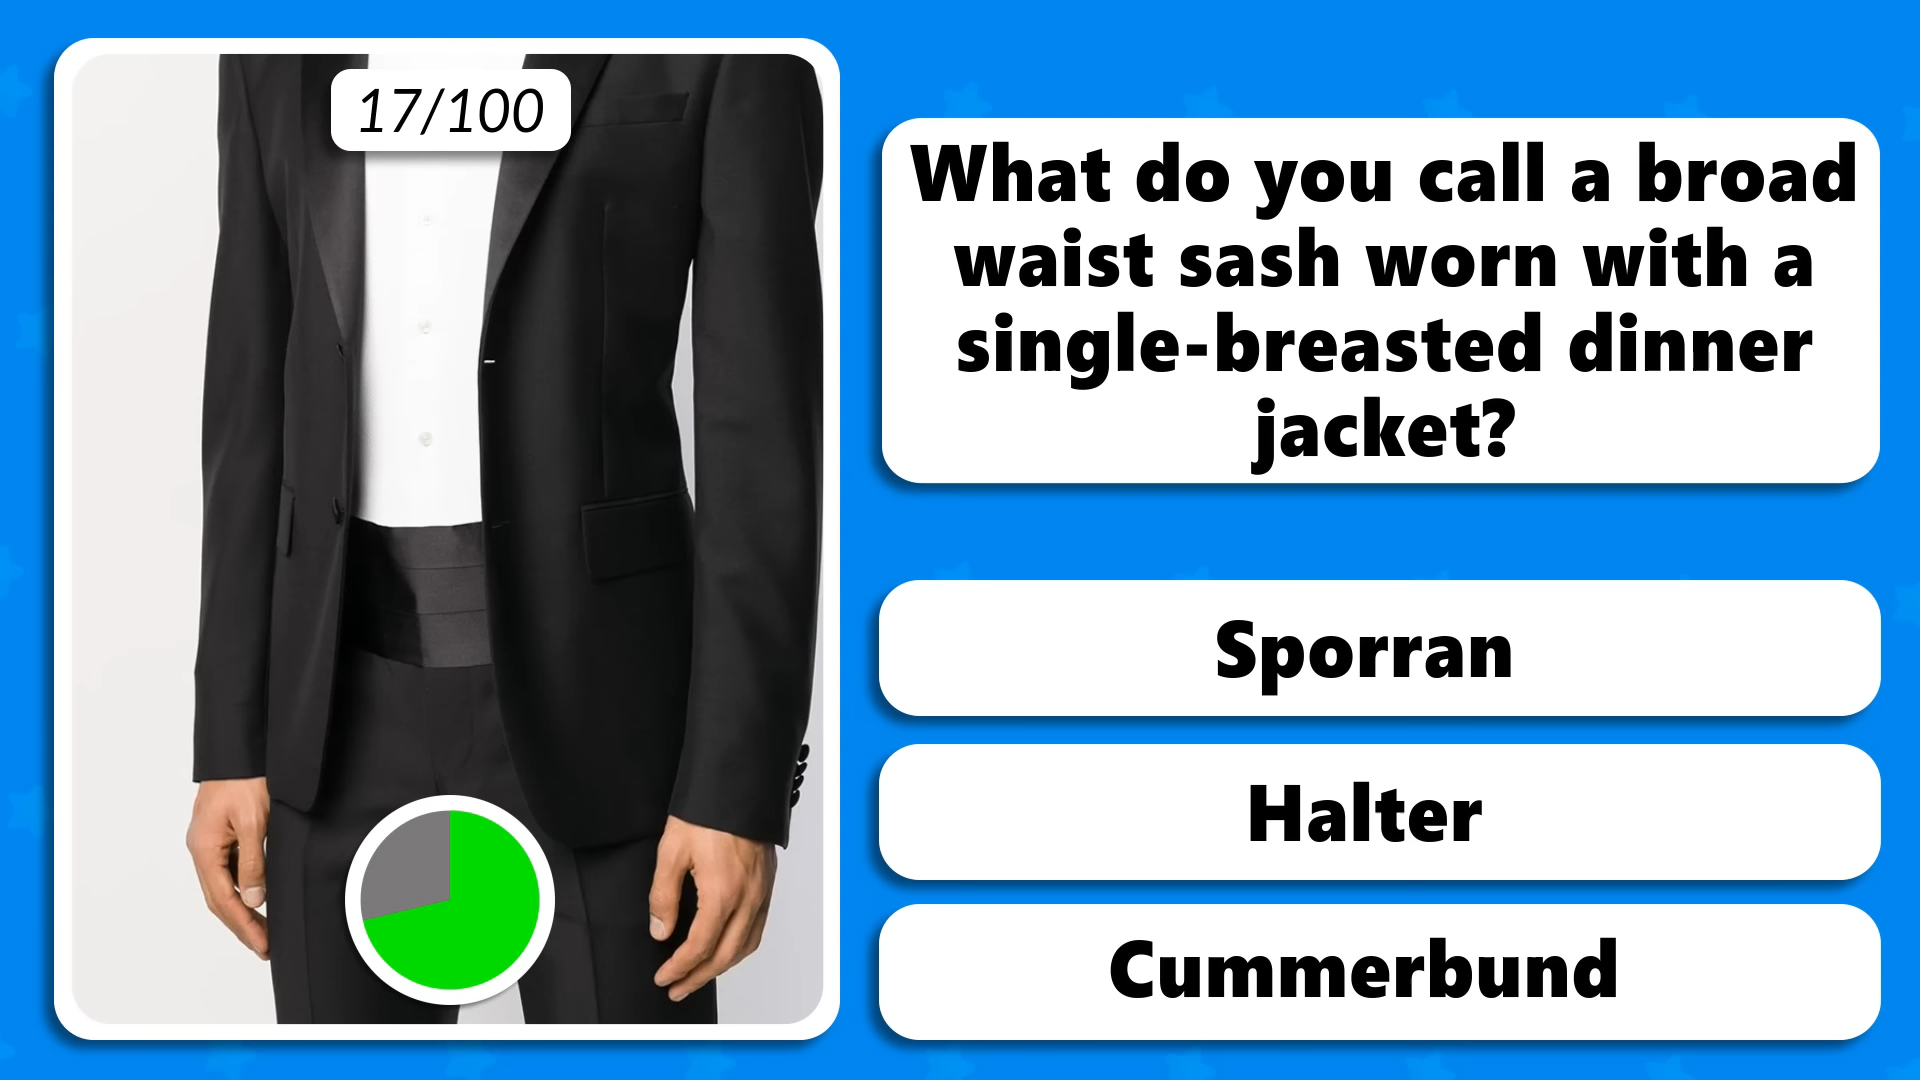 17/100
What do you call a broad
waist sash worn with a
single-breasted dinner
jacket?
Sporran
Halter
Cummerbund